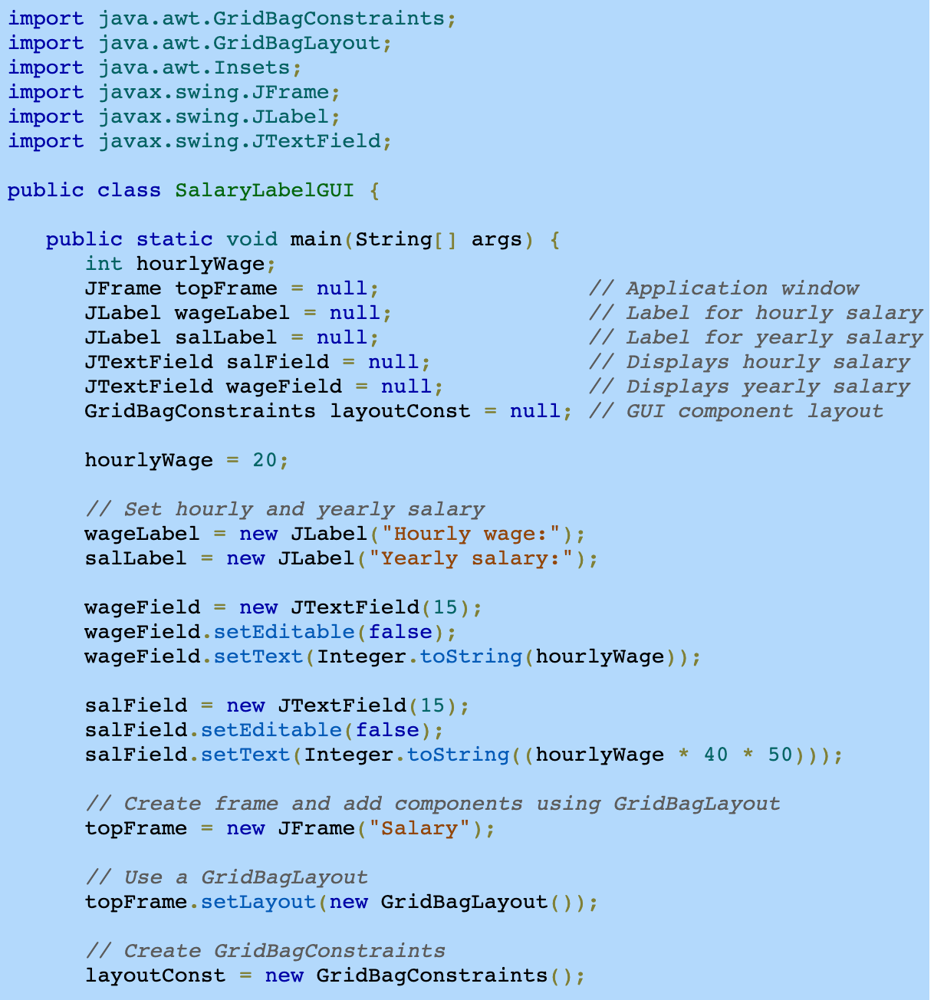 import java.awt.GridBagConstraints;
import java.awt.GridBagLayout;
import java.awt.Insets;
import javax.swing.JFrame;
import javax.swing.JLabel;
import javax.swing.JTextField;

public class SalaryLabelGUI {

   public static void main(String[] args) {
      int hourlyWage;
      JFrame topFrame = null;                // Application window
      JLabel wageLabel = null;               // Label for hourly salary
      JLabel salLabel = null;                // Label for yearly salary
      JTextField salField = null;            // Displays hourly salary
      JTextField wageField = null;           // Displays yearly salary
      GridBagConstraints layoutConst = null; // GUI component layout

      hourlyWage = 20;

      // Set hourly and yearly salary
      wageLabel = new JLabel("Hourly wage:");
      salLabel = new JLabel("Yearly salary:");

      wageField = new JTextField(15);
      wageField.setEditable(false);
      wageField.setText(Integer.toString(hourlyWage));

      salField = new JTextField(15);
      salField.setEditable(false);
      salField.setText(Integer.toString((hourlyWage * 40 * 50)));

      // Create frame and add components using GridBagLayout
      topFrame = new JFrame("Salary");

      // Use a GridBagLayout
      topFrame.setLayout(new GridBagLayout());

      // Create GridBagConstraints
      layoutConst = new GridBagConstraints();